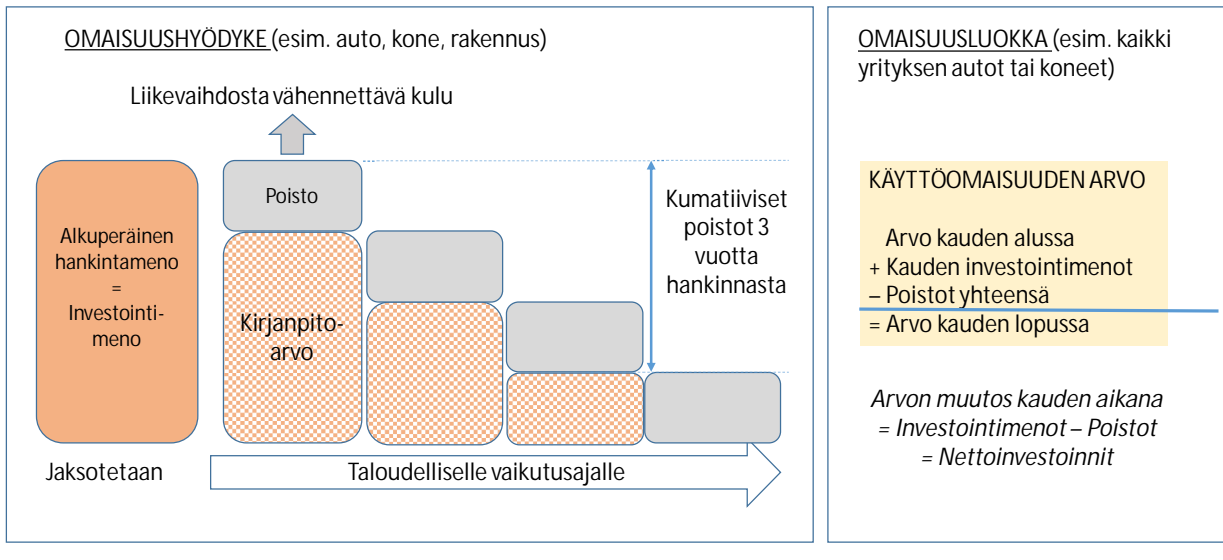 OMAISUUSHYÖDYKE (esim. auto, kone, rakennus)
Liikevaihdosta vähennettävä kulu
Poisto
Alkuperäinen
hankintameno
=
Investointi-
meno
Kirjanpito-
arvo
Kumatiiviset
poistot 3
vuotta
hankinnasta
Jaksotetaan
Taloudelliselle vaikutusajalle
OMAISUUSLUOKKA (esim. kaikki
yrityksen autot tai koneet)
KÄYTTÖOMAISUUDEN ARVO
Arvo kauden alussa
+ Kauden investointimenot
– Poistot yhteensä
= Arvo kauden lopussa
Arvon muutos kauden aikana
= Investointimenot – Poistot
= Nettoinvestoinnit